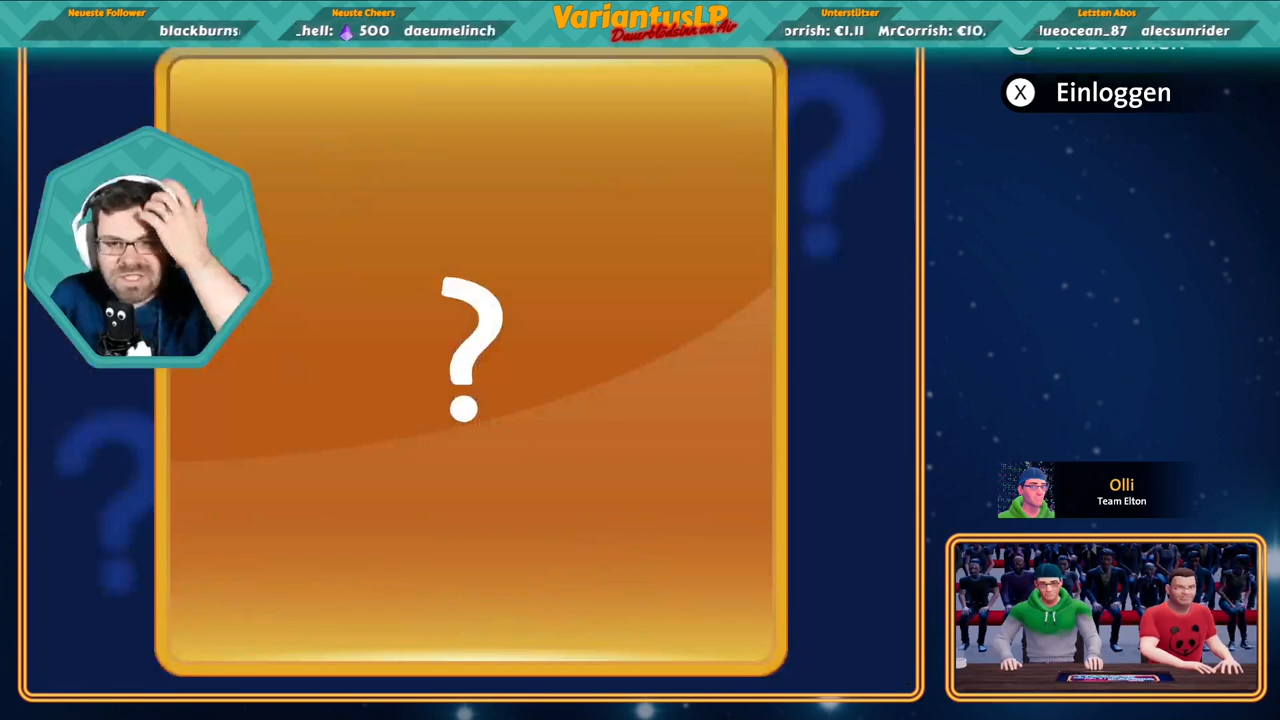 Neueste Follower
blackburns
Neuste Cheers
_hell: 500 daeumelinch
VariantusLP
Dauerblödsinn on Air
Unterstützer
orrish: €1.11 MrCorrish: €10,
Letzten Abos
lueocean_87 alecsunrider
Auswählen
X Einloggen
?
Olli
Team Elton